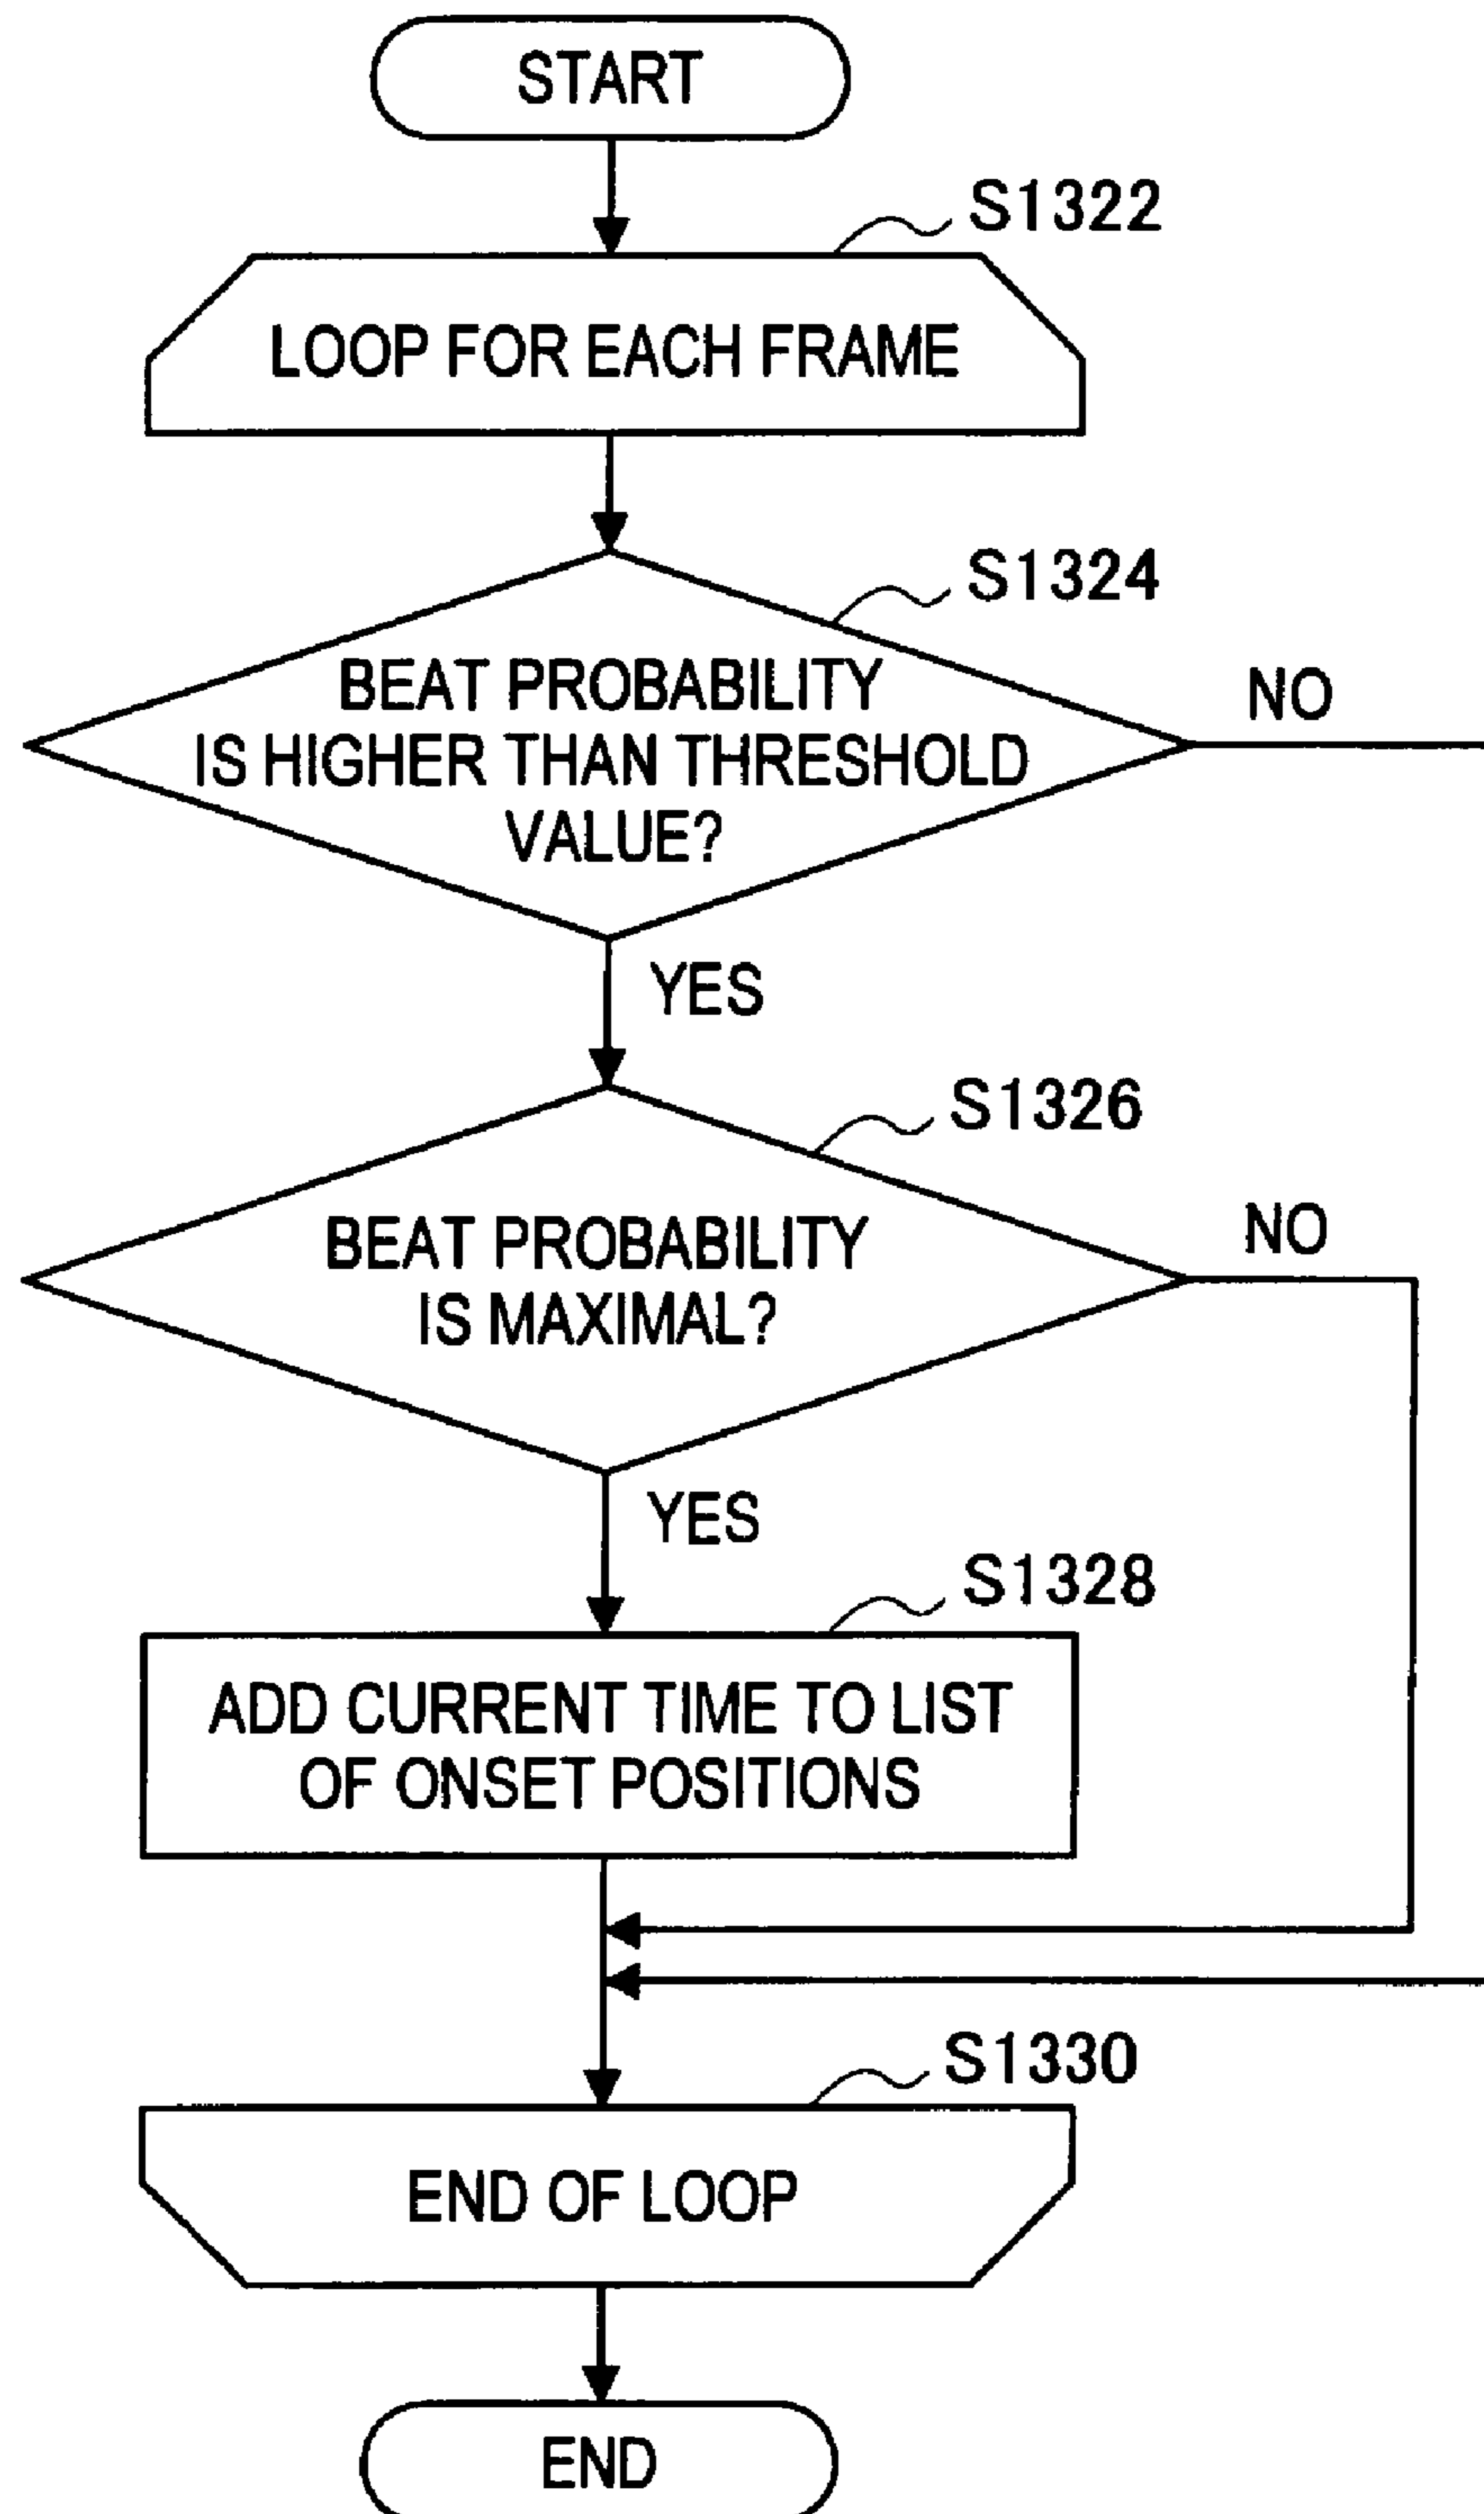 START
S1322
LOOP FOR EACH FRAME
S1324
BEAT PROBABILITY
IS HIGHER THAN THRESHOLD
VALUE?
NO
YES
S1326
BEAT PROBABILITY
IS MAXIMAL?
NO
YES
S1328
ADD CURRENT TIME TO LIST
OF ONSET POSITIONS
S1330
END OF LOOP
END